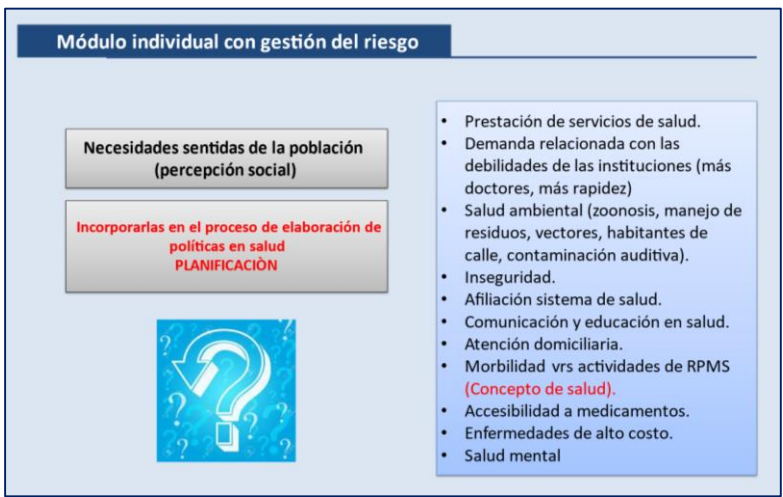 Módulo individual con gestión del riesgo
Necesidades sentidas de la población
(percepción social)
Incorporarlas en el proceso de elaboración de
políticas en salud
PLANIFICACIÒN
• Prestación de servicios de salud.
• Demanda relacionada con las
debilidades de las instituciones (más
doctores, más rapidez)
• Salud ambiental (zoonosis, manejo de
residuos, vectores, habitantes de
calle, contaminación auditiva).
• Inseguridad.
• Afiliación sistema de salud.
• Comunicación y educación en salud.
• Atención domiciliaria.
• Morbilidad vrs actividades de RPMS
(Concepto de salud).
• Accesibilidad a medicamentos.
• Enfermedades de alto costo.
• Salud mental